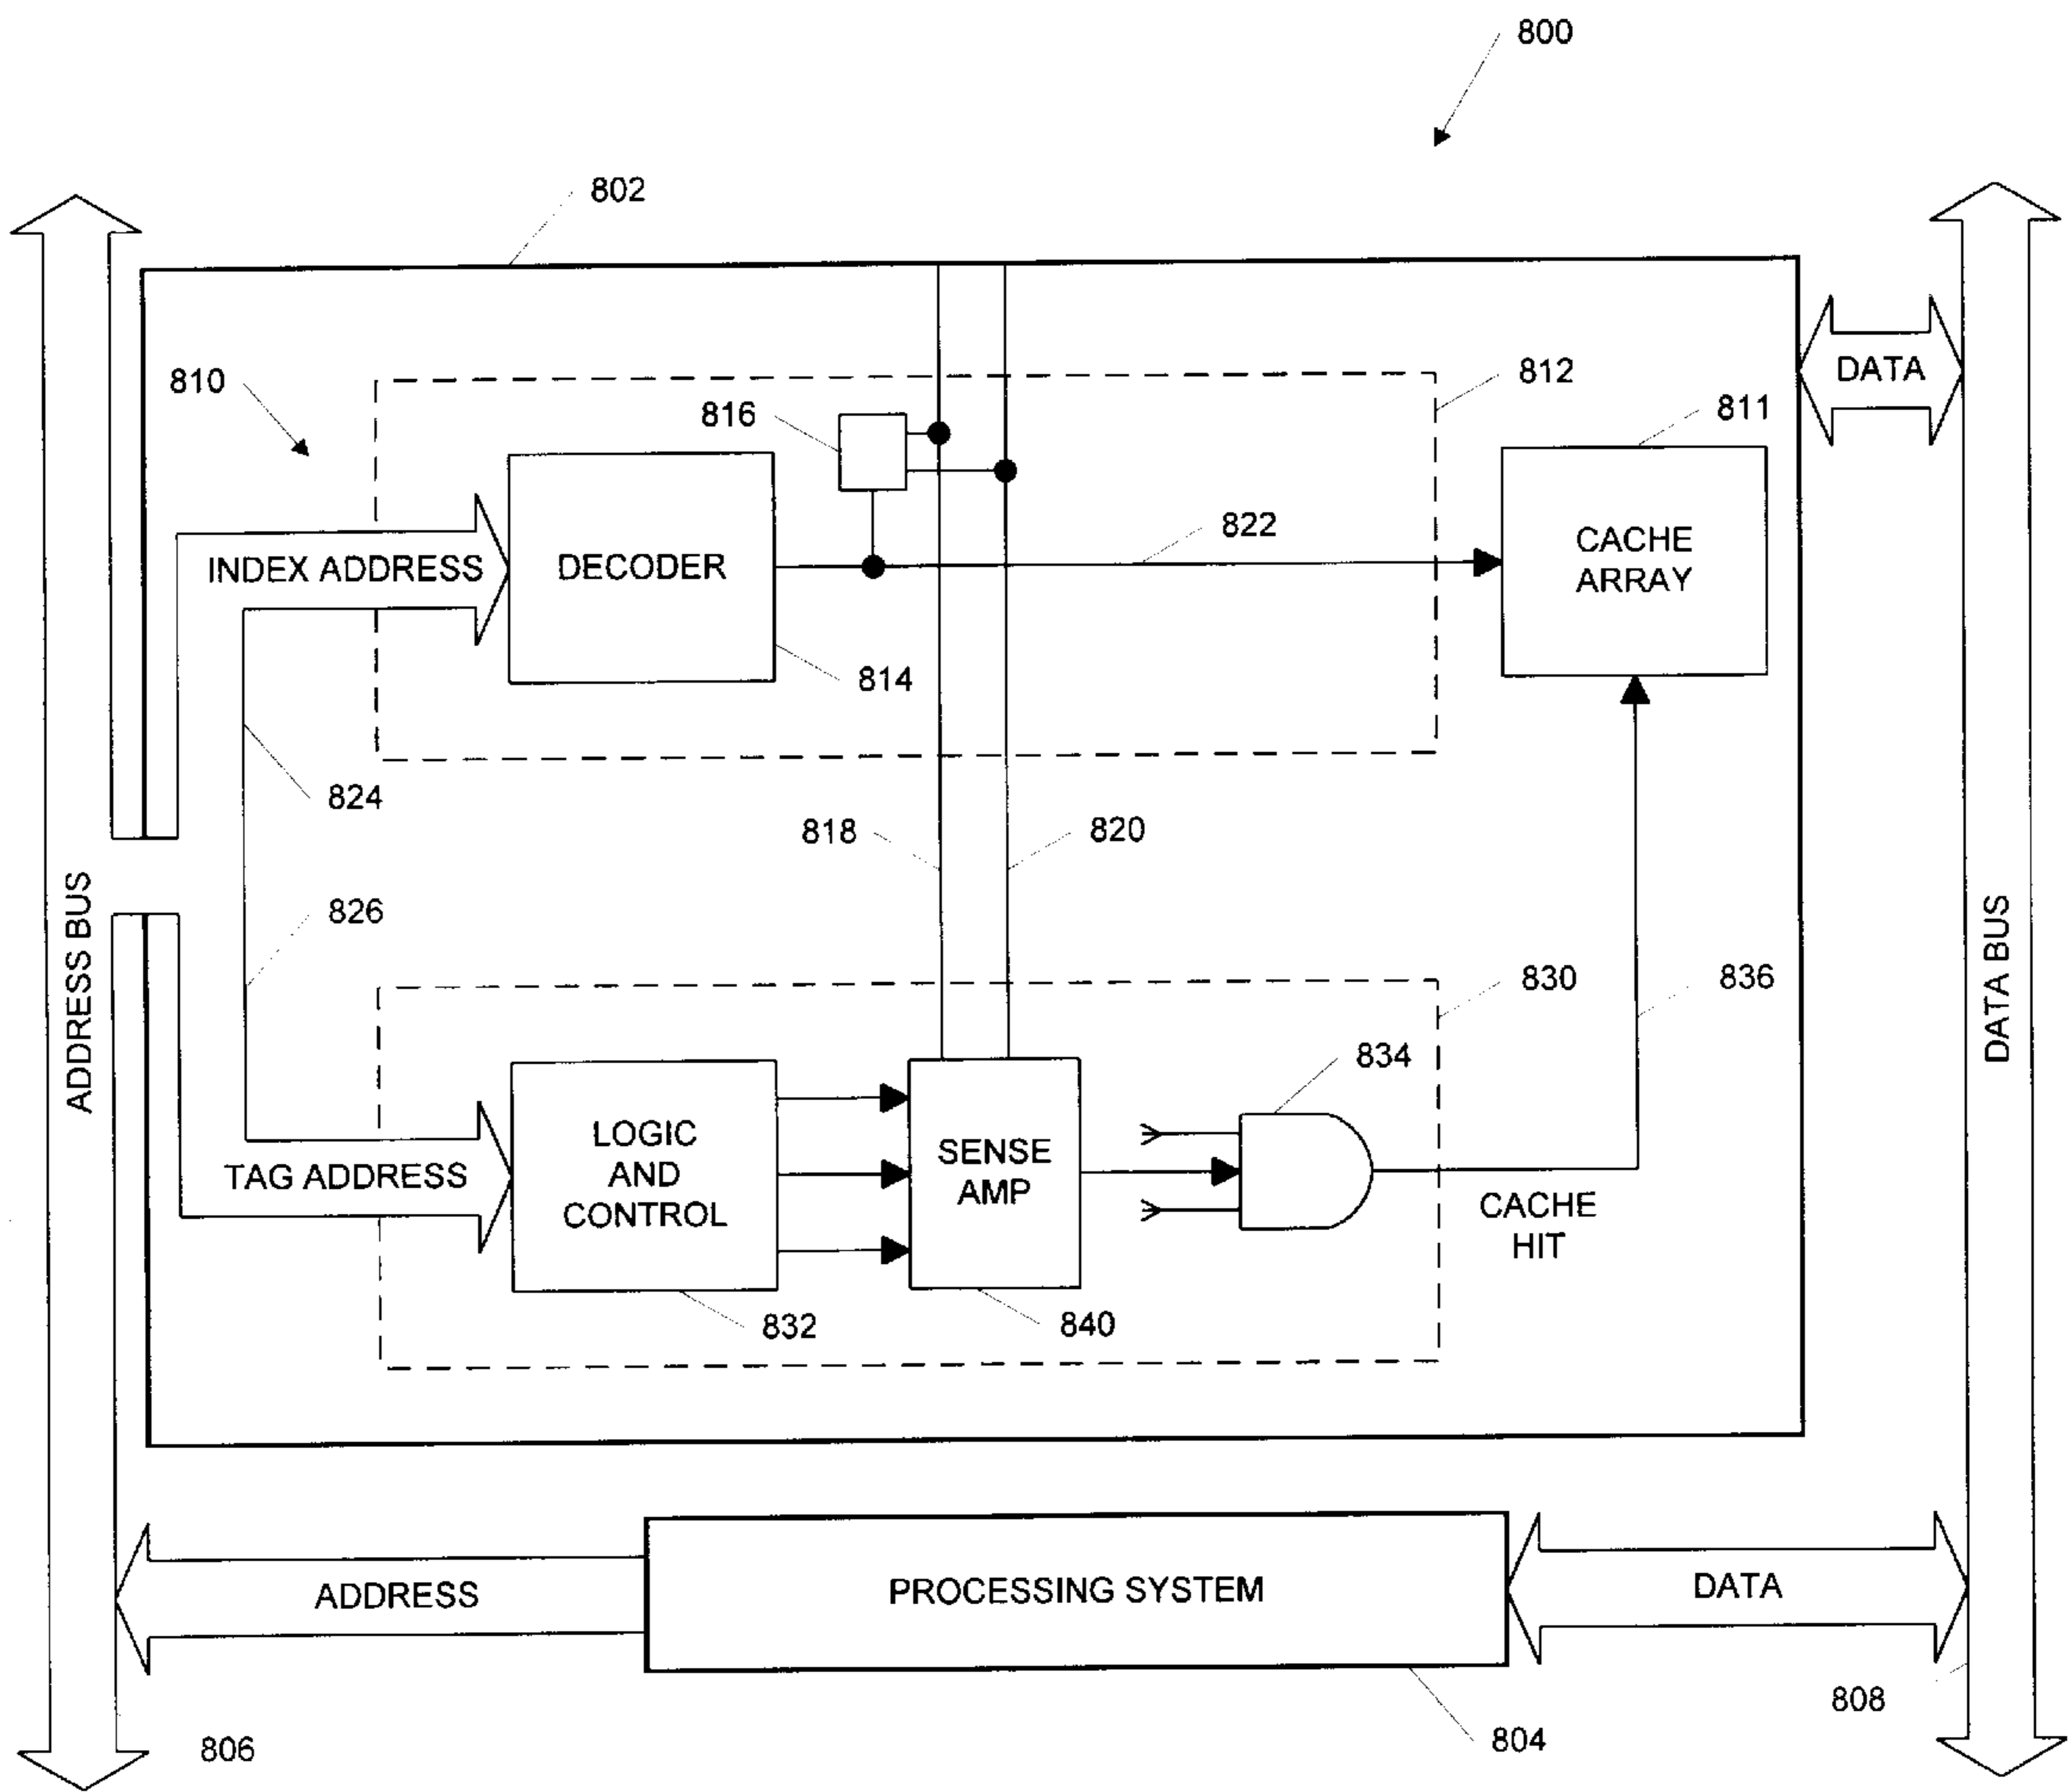 800
802
810
812
816
811
DATA
INDEX ADDRESS
DECODER
822
CACHE
ARRAY
814
824
818
820
826
ADDRESS BUS
DATA BUS
830
836
834
LOGIC
AND
CONTROL
SENSE
AMP
TAG ADDRESS
CACHE
HIT
832
840
ADDRESS
PROCESSING SYSTEM
DATA
806
804
808